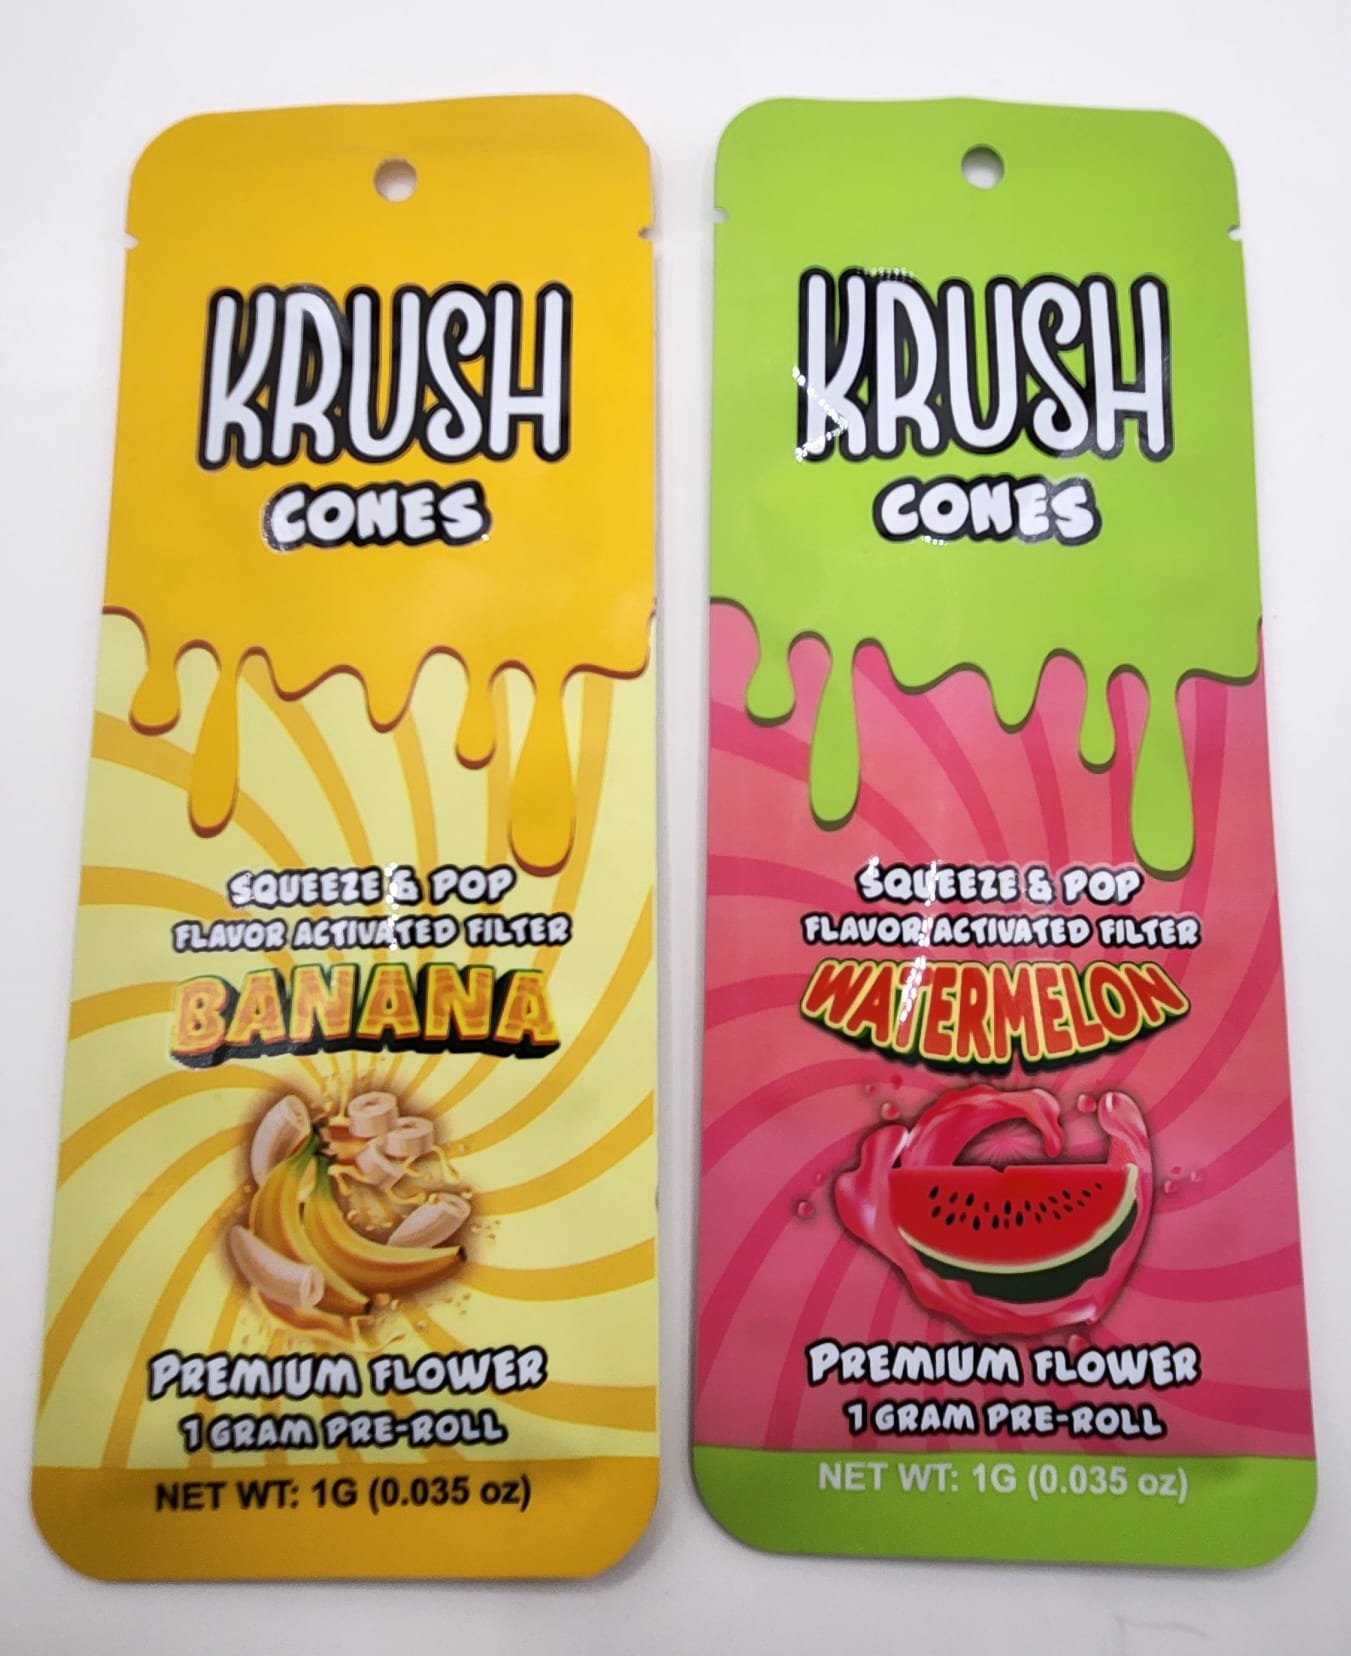 KRUSH
CONES
SQUEEZE & POP
FLAVOR ACTIVATED FILTER
BANANA
PREMIUM FLOWER
1 GRAM PRE-ROLL
NET WT: 1G (0.035 oz)
KRUSH
CONES
SQUEEZE & POP
FLAVOR ACTIVATED FILTER
WATERMELON
PREMIUM FLOWER
1 GRAM PRE-ROLL
NET WT: 1G (0.035 oz)